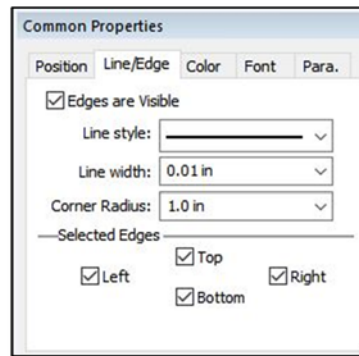 Common Properties
Position Line/Edge Color Font Para.
Edges are Visible
Line style:
Line width: 0.01 in
Corner Radius: 1.0 in
Selected Edges
Top
Left Right
Bottom